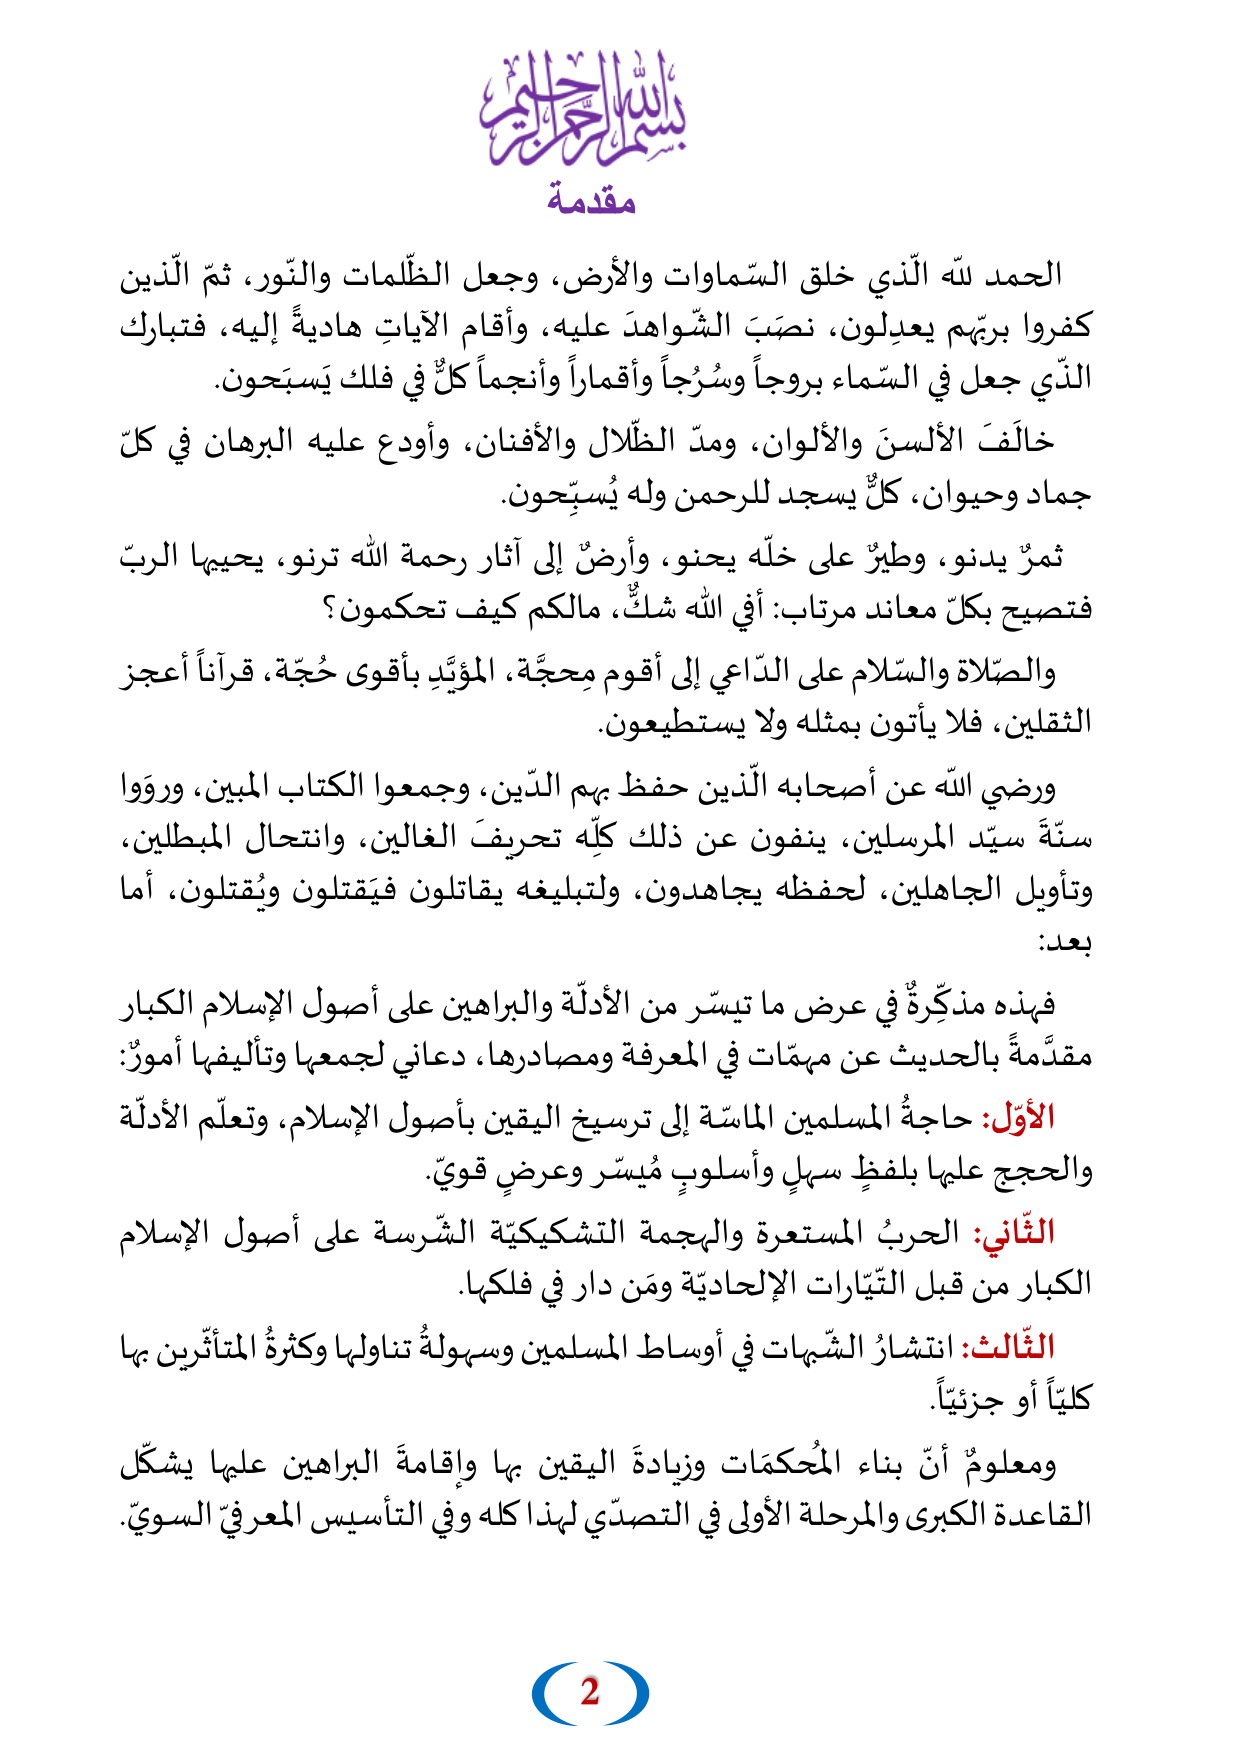 بسم الله الرحمن الرحيم
مقدمة
الحمد للّه الّذي خلق السّماوات والأرض، وجعل الظّلمات والنّور، ثمّ الّذين
كفروا بربّهم يعدِلون، نصَبَ الشّواهدَ عليه، وأقام الآياتِ هاديةً إليه، فتبارك
الذّي جعل في السّماء بروجاً وسُرُجاً وأقماراً وأنجماً كلٌّ في فلك يَسبَحون.
خالَفَ الألسنَ والألوان، ومدّ الظّلال والأفنان، وأودع عليه البرهان في كلّ
جماد وحيوان، كلٌّ يسجد للرحمن وله يُسبِّحون.
ثمرٌ يدنو، وطيرٌ على خلّه يحنو، وأرضٌ إلى آثار رحمة الله ترنو، يحييها الربّ
فتصيح بكلّ معاند مرتاب: أفي الله شكٌّ، مالكم كيف تحكمون؟
والصّلاة والسّلام على الدّاعي إلى أقوم مِحجَّة، المؤيَّدِ بأقوى حُجّة، قرآناً أعجز
الثقلين، فلا يأتون بمثله ولا يستطيعون.
ورضي اللّه عن أصحابه الّذين حفظ بهم الدّين، وجمعوا الكتاب المبين، وروَوا
سنّةَ سيّد المرسلين، ينفون عن ذلك كلِّه تحريفَ الغالين، وانتحال المبطلين،
وتأويل الجاهلين، لحفظه يجاهدون، ولتبليغه يقاتلون فيَقتلون ويُقتلون، أما
بعد:
فهذه مذكِّرةٌ في عرض ما تيسّر من الأدلّة والبراهين على أصول الإسلام الكبار
مقدَّمةً بالحديث عن مهمّات في المعرفة ومصادرها، دعاني لجمعها وتأليفها أمورٌ:
الأوّل: حاجةُ المسلمين الماسّة إلى ترسيخ اليقين بأصول الإسلام، وتعلّم الأدلّة
والحجج عليها بلفظٍ سهلٍ وأسلوبٍ مُيسّر وعرضٍ قويّ.
الثّاني: الحربُ المستعرة والهجمة التشكيكيّة الشّرسة على أصول الإسلام
الكبار من قبل التّيّارات الإلحاديّة ومَن دار في فلكها.
الثّالث: انتشارُ الشّبهات في أوساط المسلمين وسهولةُ تناولها وكثرةُ المتأثّرين بها
كليّاً أو جزئيّاً.
ومعلومٌ أنّ بناء المُحكمَات وزيادةَ اليقين بها وإقامةَ البراهين عليها يشكّل
القاعدة الكبرى والمرحلة الأولى في التصدّي لهذا كله وفي التأسيس المعرفيّ السويّ.
2